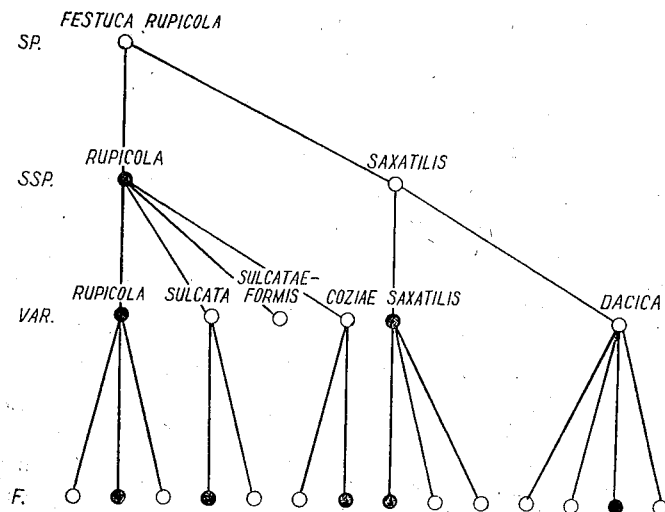 FESTUCA RUPICOLA
SP.
RUPICOLA
SAXATILIS
SSP.
RUPICOLA
SULCATA
SULCATAE-
FORMIS
COZIAE
SAXATILIS
DACICA
VAR.
F.